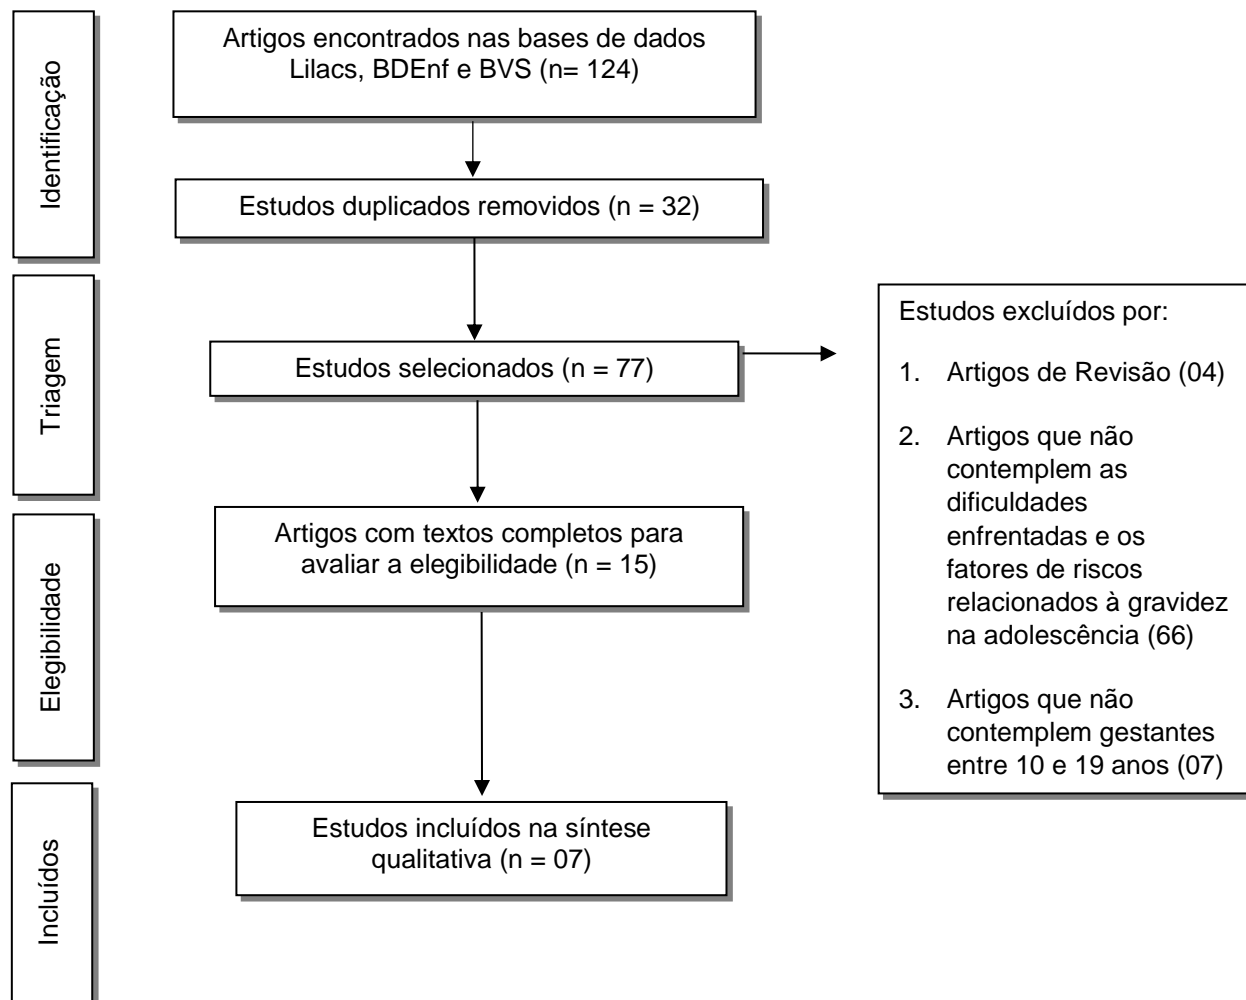 Identificação
Artigos encontrados nas bases de dados
Lilacs, BDEnf e BVS (n= 124)
Estudos duplicados removidos (n = 32)
Triagem
Estudos selecionados (n = 77)
Estudos excluídos por:
1. Artigos de Revisão (04)
2. Artigos que não
contemplem as
dificuldades
enfrentadas e os
fatores de riscos
relacionados à gravidez
na adolescência (66)
3. Artigos que não
contemplem gestantes
entre 10 e 19 anos (07)
Elegibilidade
Artigos com textos completos para
avaliar a elegibilidade (n = 15)
Incluídos
Estudos incluídos na síntese
qualitativa (n = 07)